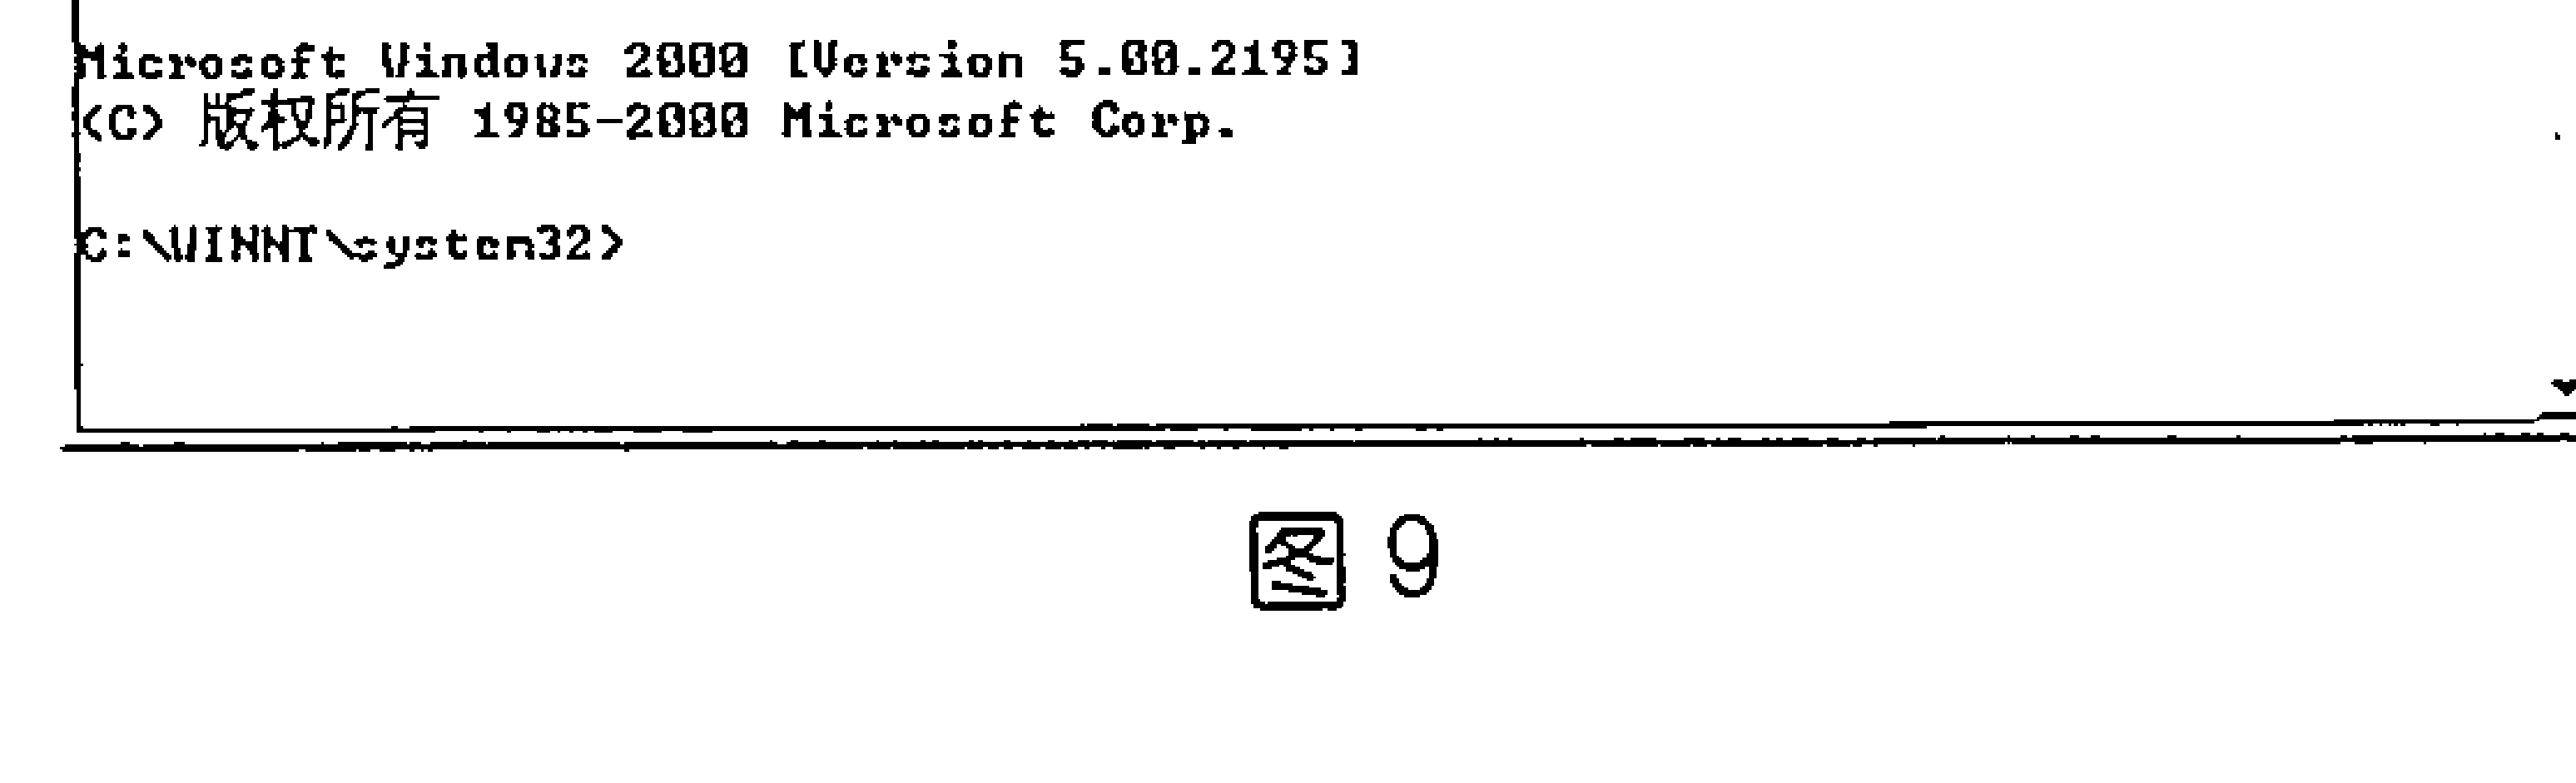 Microsoft Windows 2000 [Version 5.00.2195]
(C) 版权所有 1985-2000 Microsoft Corp.
C:\WINNT\system32>
图 9